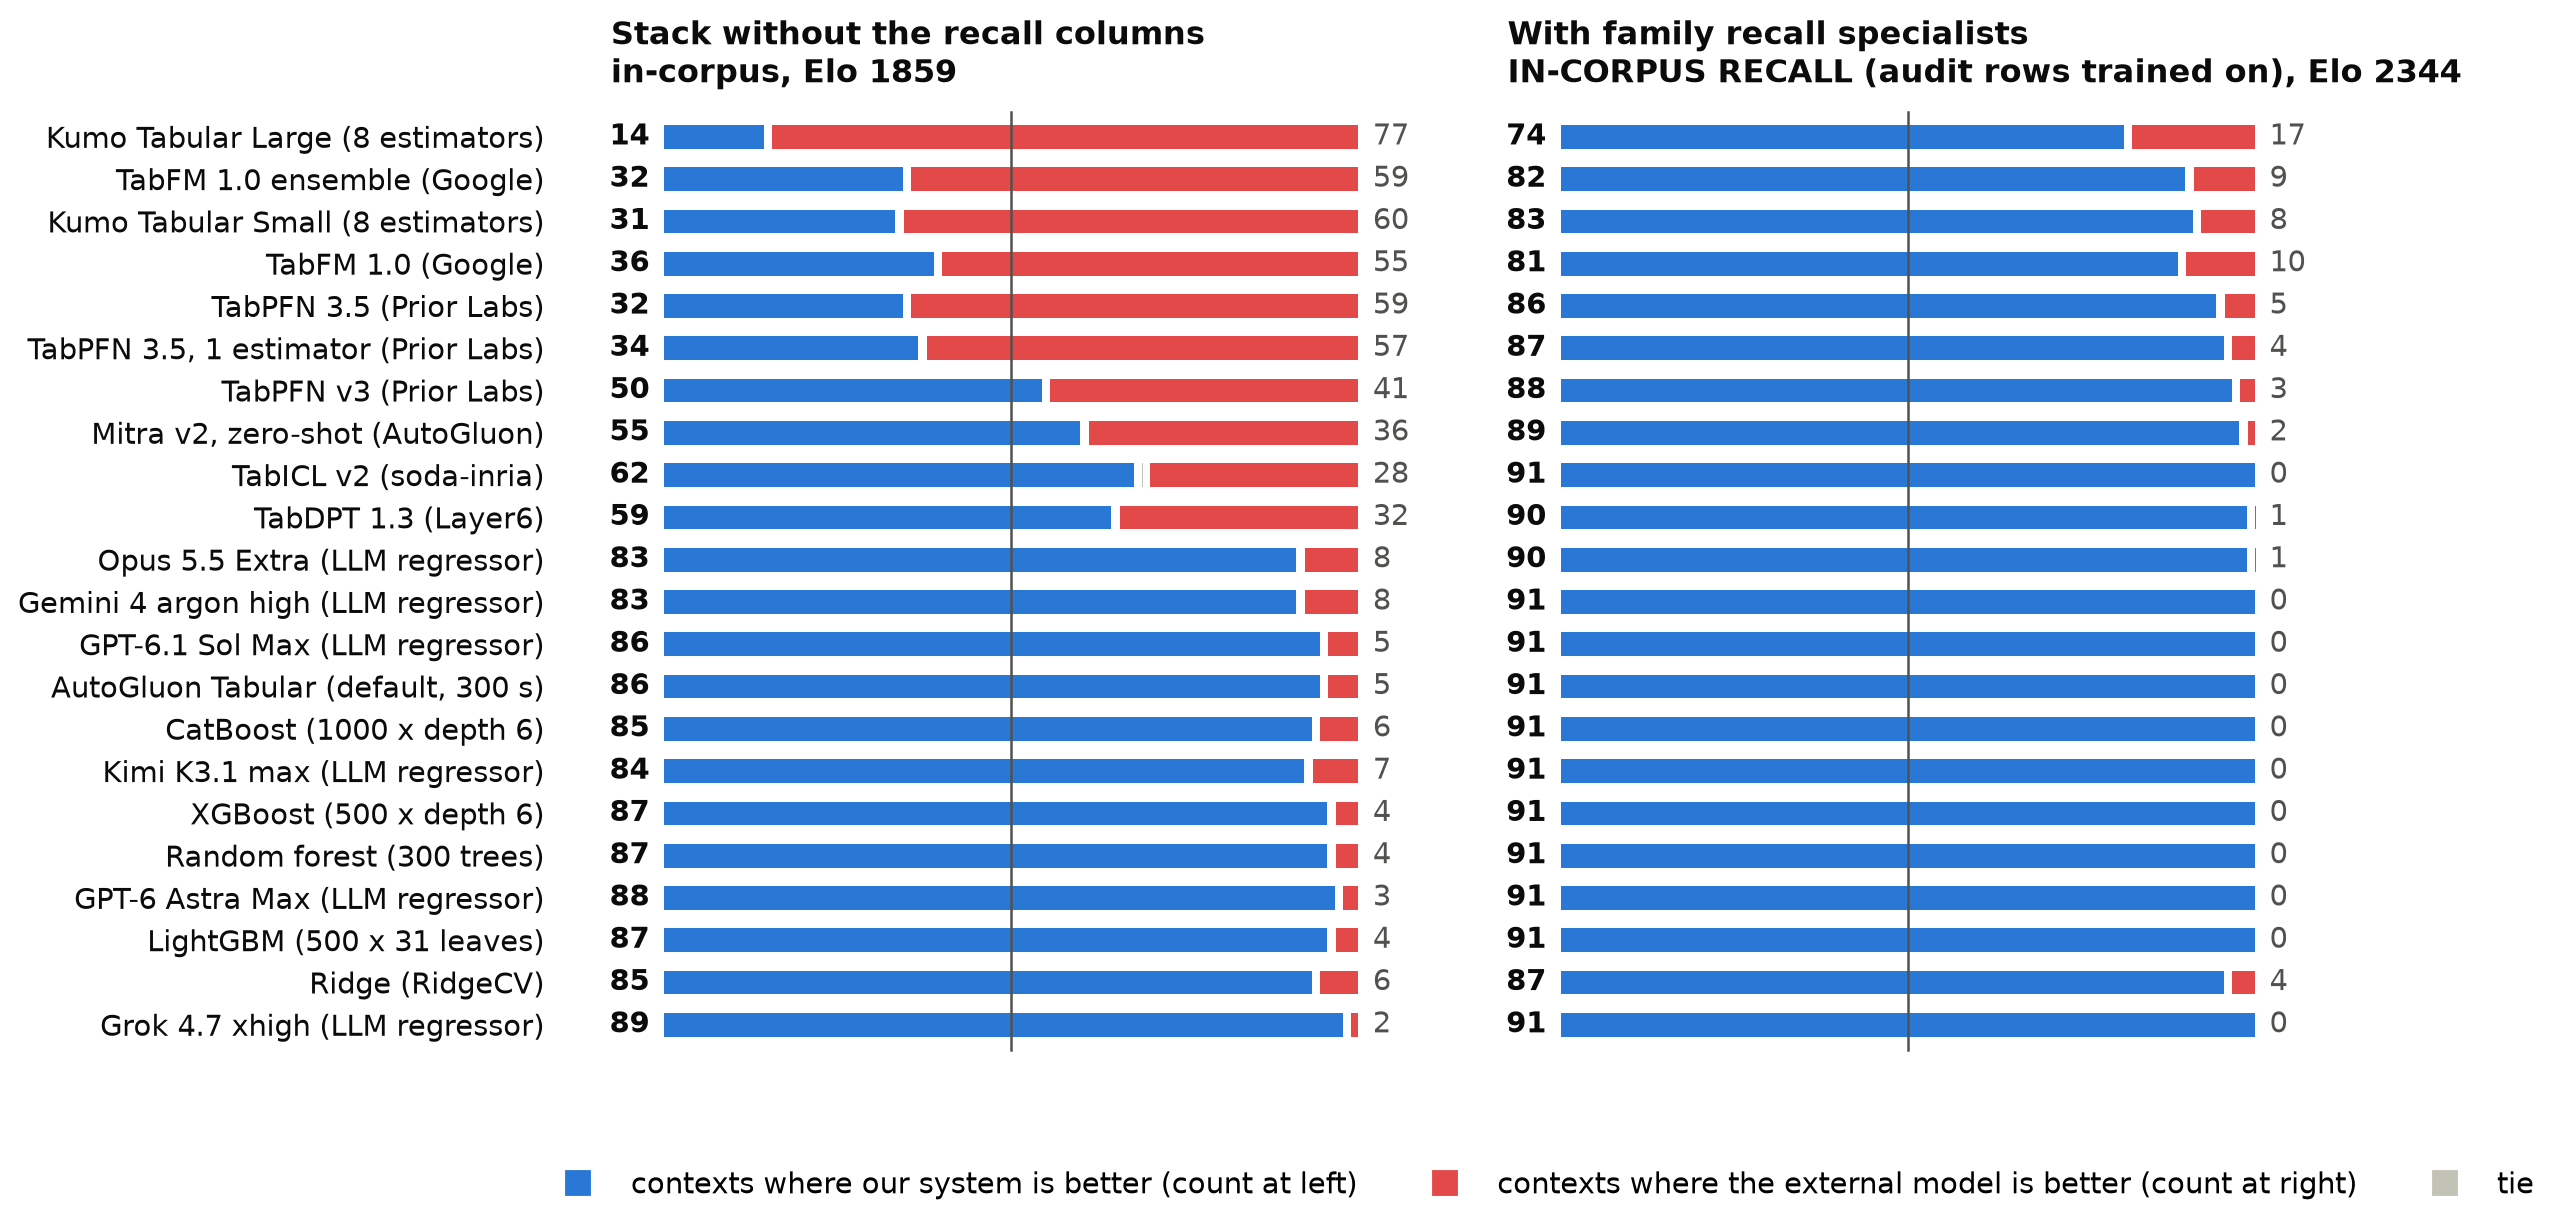 Stack without the recall columns
in-corpus, Elo 1859
With family recall specialists
IN-CORPUS RECALL (audit rows trained on), Elo 2344
Kumo Tabular Large (8 estimators) 14 77 74 17
TabFM 1.0 ensemble (Google) 32 59 82 9
Kumo Tabular Small (8 estimators) 31 60 83 8
TabFM 1.0 (Google) 36 55 81 10
TabPFN 3.5 (Prior Labs) 32 59 86 5
TabPFN 3.5, 1 estimator (Prior Labs) 34 57 87 4
TabPFN v3 (Prior Labs) 50 41 88 3
Mitra v2, zero-shot (AutoGluon) 55 36 89 2
TabICL v2 (soda-inria) 62 28 91 0
TabDPT 1.3 (Layer6) 59 32 90 1
Opus 5.5 Extra (LLM regressor) 83 8 90 1
Gemini 4 argon high (LLM regressor) 83 8 91 0
GPT-6.1 Sol Max (LLM regressor) 86 5 91 0
AutoGluon Tabular (default, 300 s) 86 5 91 0
CatBoost (1000 x depth 6) 85 6 91 0
Kimi K3.1 max (LLM regressor) 84 7 91 0
XGBoost (500 x depth 6) 87 4 91 0
Random forest (300 trees) 87 4 91 0
GPT-6 Astra Max (LLM regressor) 88 3 91 0
LightGBM (500 x 31 leaves) 87 4 91 0
Ridge (RidgeCV) 85 6 87 4
Grok 4.7 xhigh (LLM regressor) 89 2 91 0
contexts where our system is better (count at left) contexts where the external model is better (count at right) tie